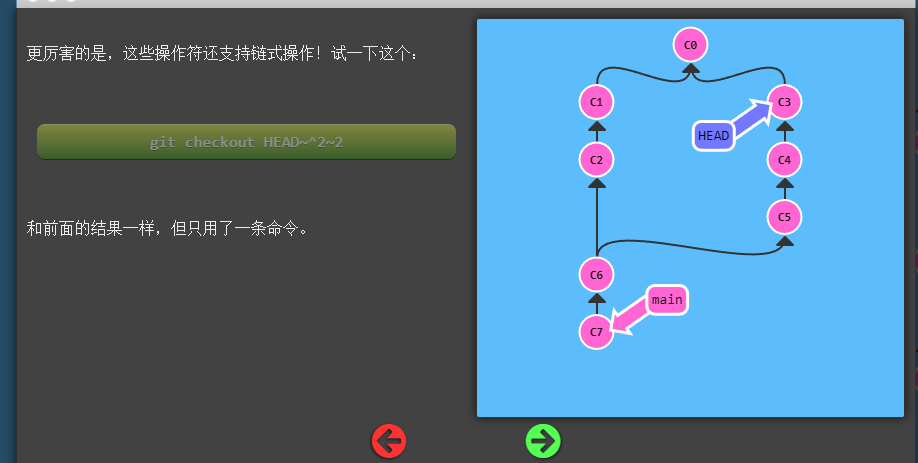 更厉害的是，这些操作符还支持链式操作！试一下这个：
git checkout HEAD~^2~2
和前面的结果一样，但只用了一条命令。
C0
C1
C3
HEAD
C2
C4
C5
C6
main
C7